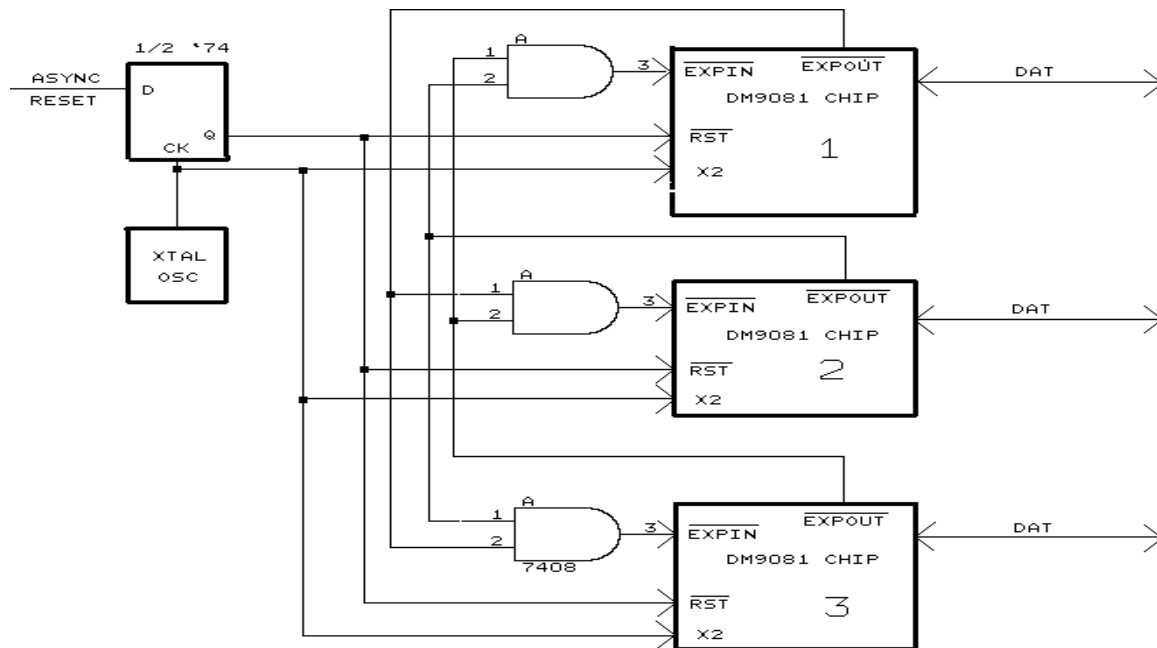 1/2 '74
ASYNC
RESET
D
Q
CK
XTAL
OSC
A
1
2
3
EXPIN
EXPOUT
DM9081 CHIP
RST
1
X2
DAT
A
1
2
3
EXPIN
EXPOUT
DM9081 CHIP
RST
2
X2
DAT
A
1
2
3
7408
EXPIN
EXPOUT
DM9081 CHIP
RST
3
X2
DAT